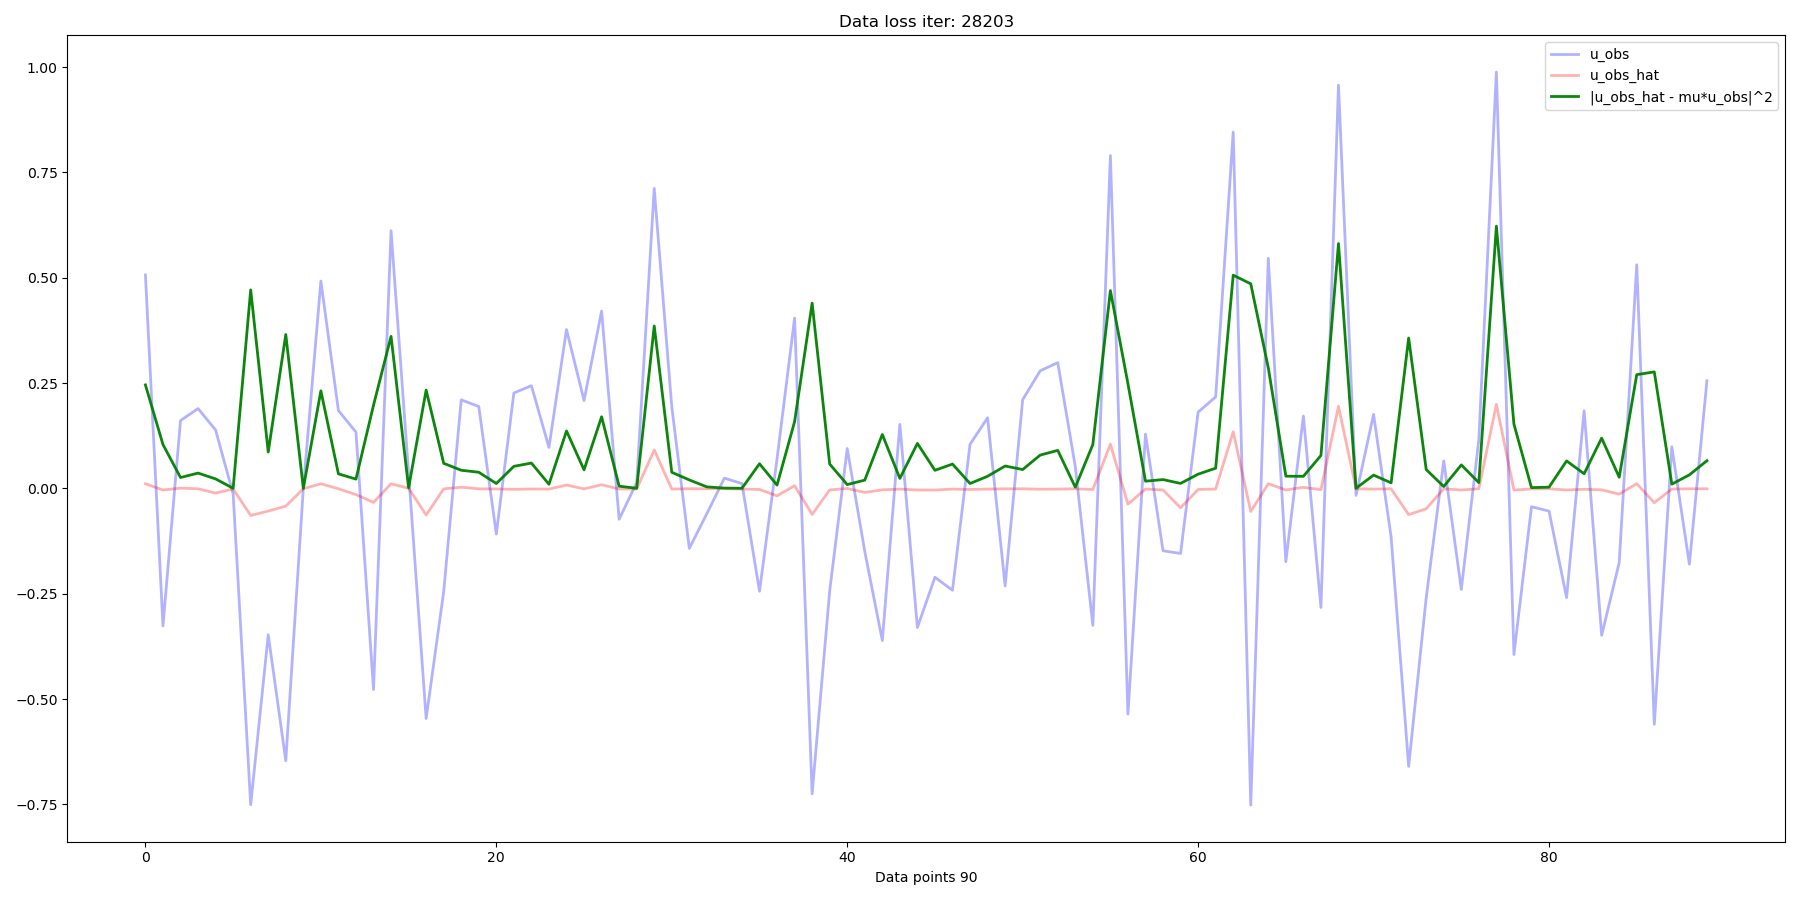 Data loss iter: 28203
u_obs
u_obs_hat
|u_obs_hat - mu*u_obs|^2
1.00
0.75
0.50
0.25
0.00
−0.25
−0.50
−0.75
0 20 40 60 80
Data points 90